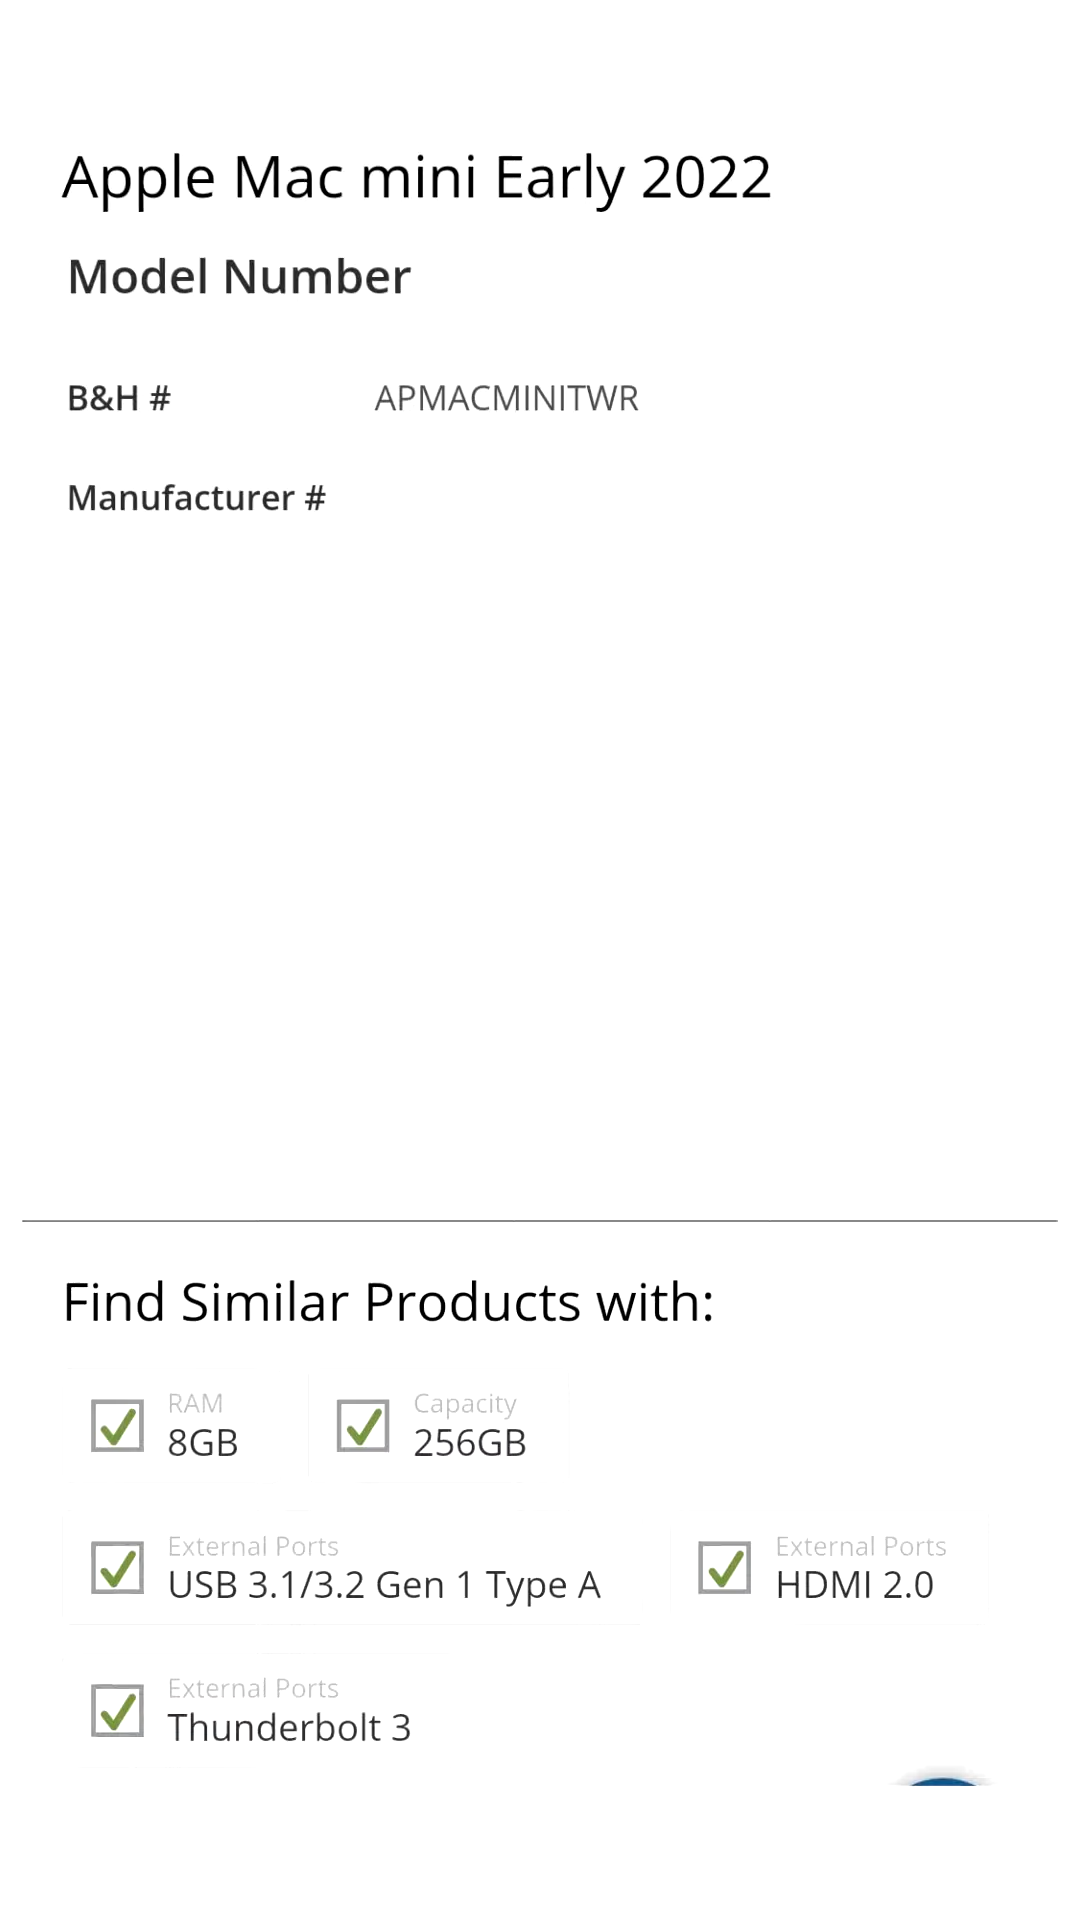 Apple Mac mini Early 2022
Model Number
B&H # APMACMINITWR
Manufacturer #
Find Similar Products with:
RAM Capacity
8GB 256GB
External Ports External Ports
USB 3.1/3.2 Gen 1 Type A HDMI 2.0
External Ports
Thunderbolt 3